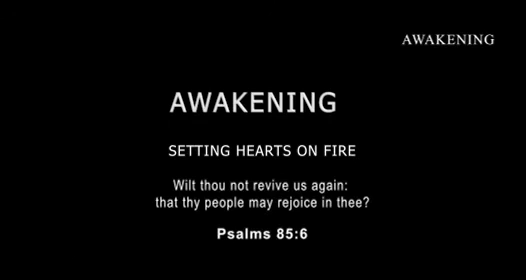 AWAKENING
AWAKENING
SETTING HEARTS ON FIRE
Wilt thou not revive us again:
that thy people may rejoice in thee?
Psalms 85:6